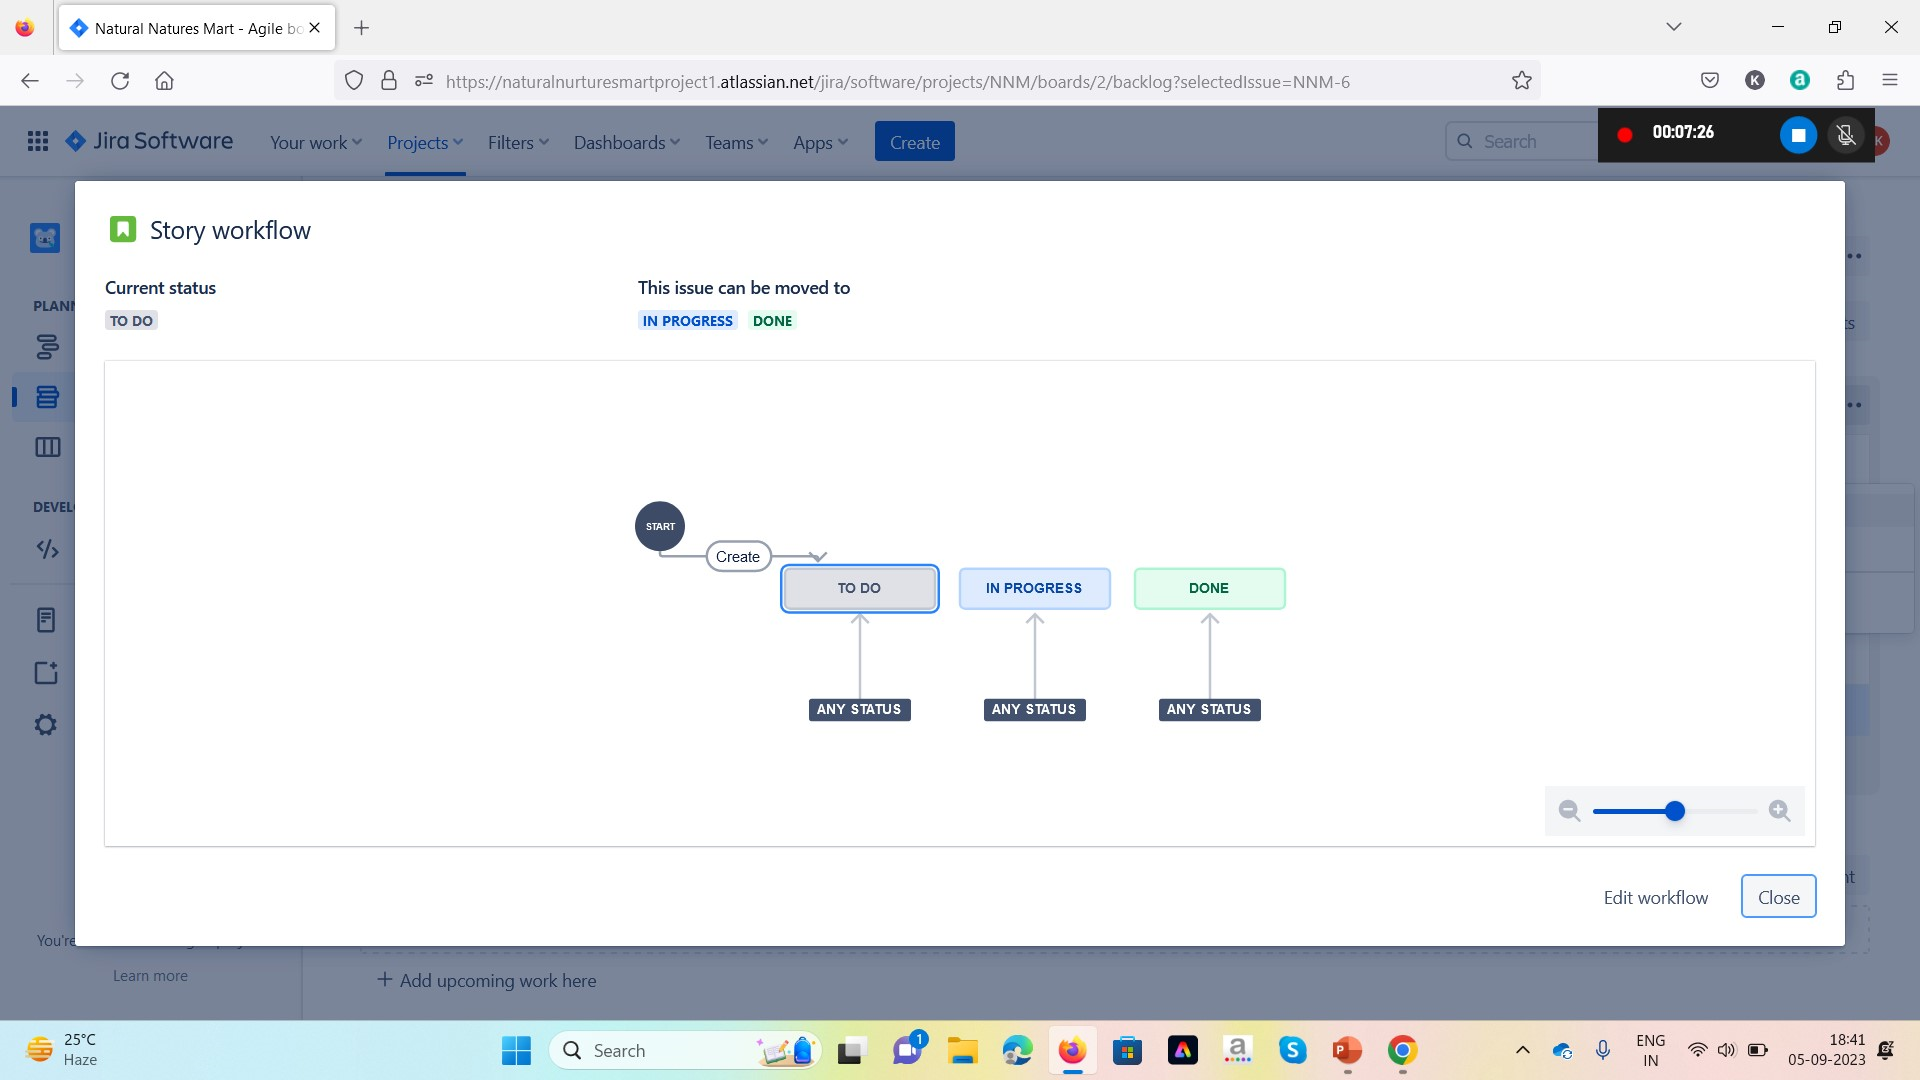 Natural Natures Mart - Agile bo
https://naturalnurturesmartproject1.atlassian.net/jira/software/projects/NNM/boards/2/backlog?selectedIssue=NNM-6
K
a
Jira Software
Your work
Projects
Filters
Dashboards
Teams
Apps
Create
Search
00:07:26
K
Story workflow
Current status
This issue can be moved to
TO DO
IN PROGRESS
DONE
PLANN
DEVEL
START
Create
TO DO
IN PROGRESS
DONE
ANY STATUS
ANY STATUS
ANY STATUS
Edit workflow
Close
You're
Learn more
+ Add upcoming work here
25°C
Haze
Search
1
a
S
P
ENG
IN
18:41
05-09-2023